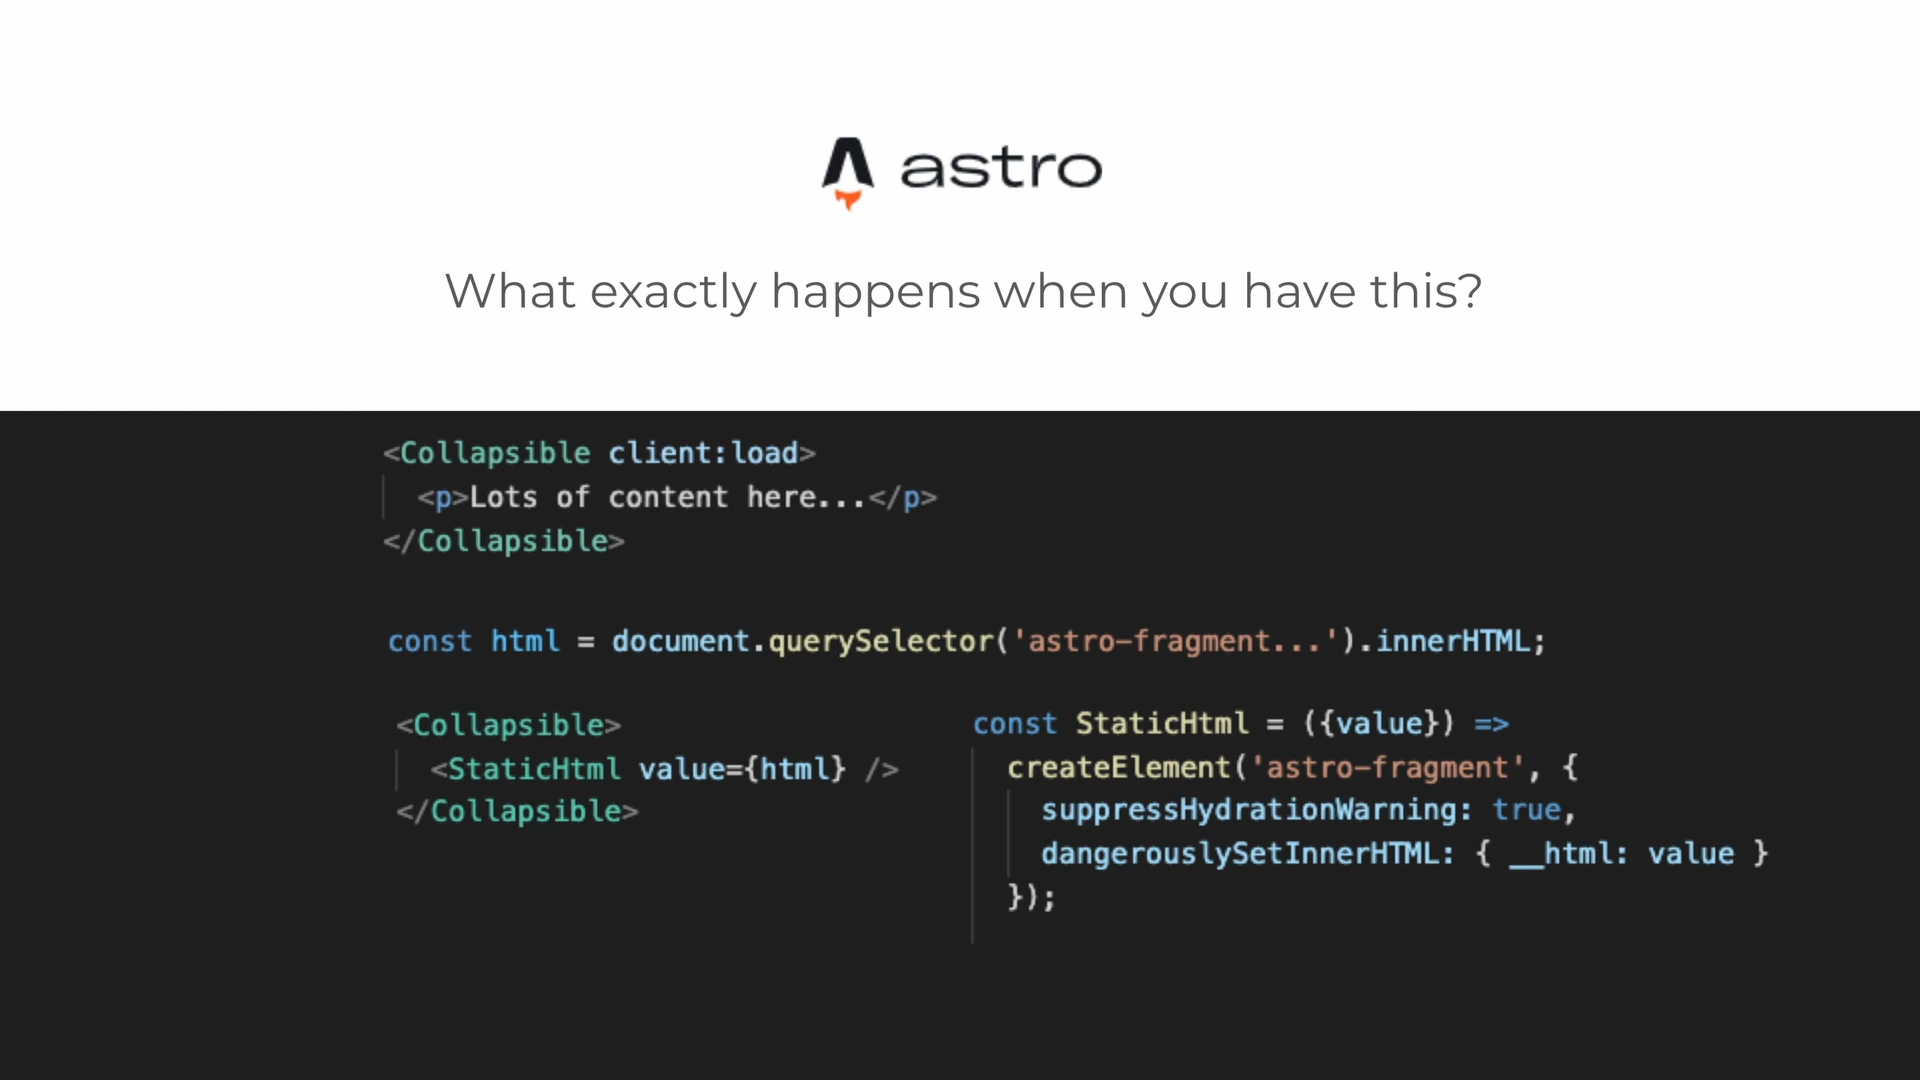 astro
What exactly happens when you have this?
<Collapsible client:load>
<p>Lots of content here...</p>
</Collapsible>
const html = document.querySelector('astro-fragment...').innerHTML;
<Collapsible>
<StaticHtml value={html} />
</Collapsible>
const StaticHtml = ({value}) =>
createElement('astro-fragment', {
suppressHydrationWarning: true,
dangerouslySetInnerHTML: { __html: value }
});